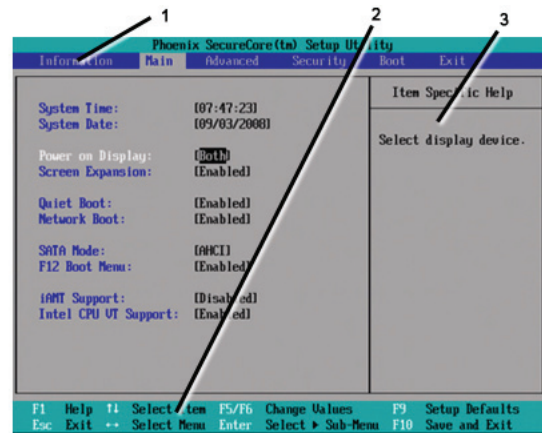 1
2
3
Phoenix SecureCore(tm) Setup Utility
Information Main Advanced Security Boot Exit
Item Specific Help
System Time: [07:47:23]
System Date: [09/03/2008]
Select display device.
Power on Display: [Both]
Screen Expansion: [Enabled]
Quiet Boot: [Enabled]
Network Boot: [Enabled]
SATA Mode: [AHCI]
F12 Boot Menu: [Enabled]
iAMT Support: [Disabled]
Intel CPU VT Support: [Enabled]
F1 Help ↑↓ Select Item F5/F6 Change Values F9 Setup Defaults
Esc Exit ↔ Select Menu Enter Select ▶ Sub-Menu F10 Save and Exit